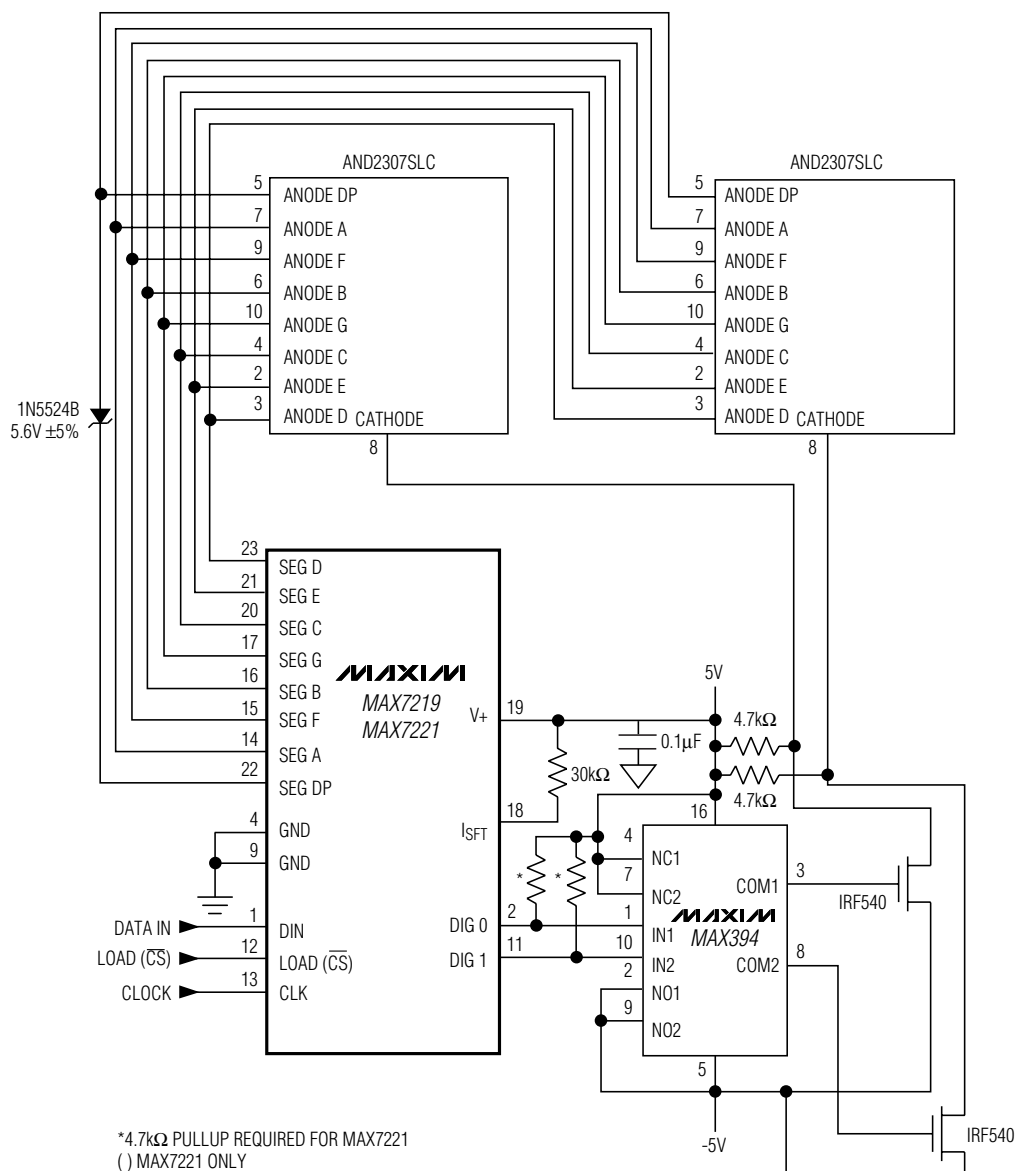 AND2307SLC
5 ANODE DP
7 ANODE A
9 ANODE F
6 ANODE B
10 ANODE G
4 ANODE C
2 ANODE E
3 ANODE D
CATHODE
8
AND2307SLC
5 ANODE DP
7 ANODE A
9 ANODE F
6 ANODE B
10 ANODE G
4 ANODE C
2 ANODE E
3 ANODE D
CATHODE
8
1N5524B
5.6V ±5%
23 SEG D
21 SEG E
20 SEG C
17 SEG G
16 SEG B
15 SEG F
14 SEG A
22 SEG DP
4 GND
9 GND
DATA IN 1 DIN
LOAD (C̅S̅) 12 LOAD (C̅S̅)
CLOCK 13 CLK
MAXIM
MAX7219
MAX7221
V+ 19
ISET 18
DIG 0 2
DIG 1 11
0.1µF
30kΩ
*
*
5V
4.7kΩ
4.7kΩ
16
4 NC1
7 NC2
1 IN1
10 IN2
2 NO1
9 NO2
MAXIM
MAX394
COM1 3
COM2 8
5
-5V
IRF540
IRF540
*4.7kΩ PULLUP REQUIRED FOR MAX7221
( ) MAX7221 ONLY